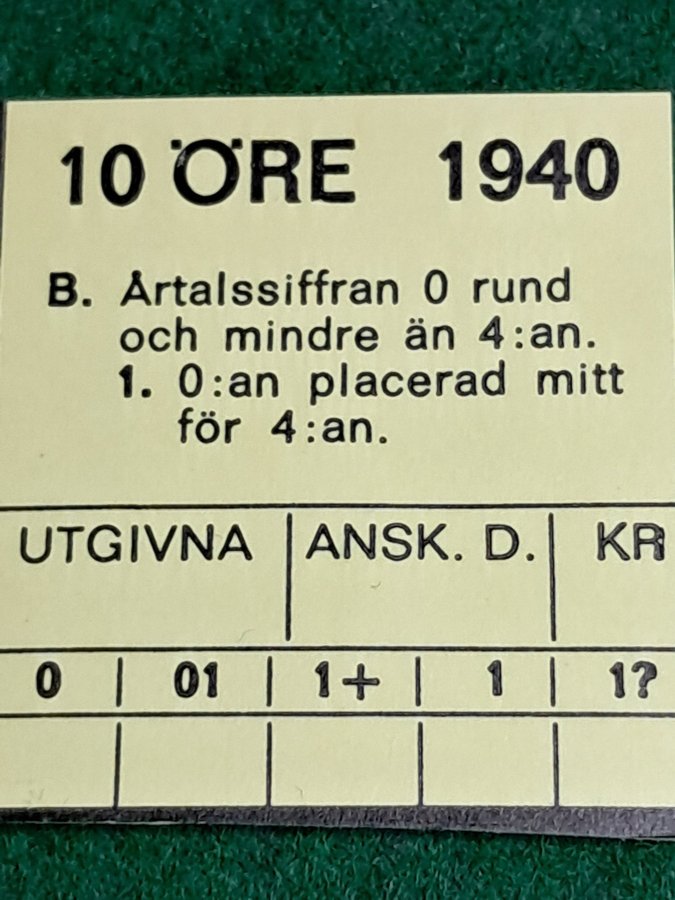 10 ÖRE 1940
B. Årtalssiffran 0 rund
och mindre än 4:an.
1. 0:an placerad mitt
för 4:an.
UTGIVNA | ANSK. D. | KR
0 | 01 | 1+ | 1 | 1?